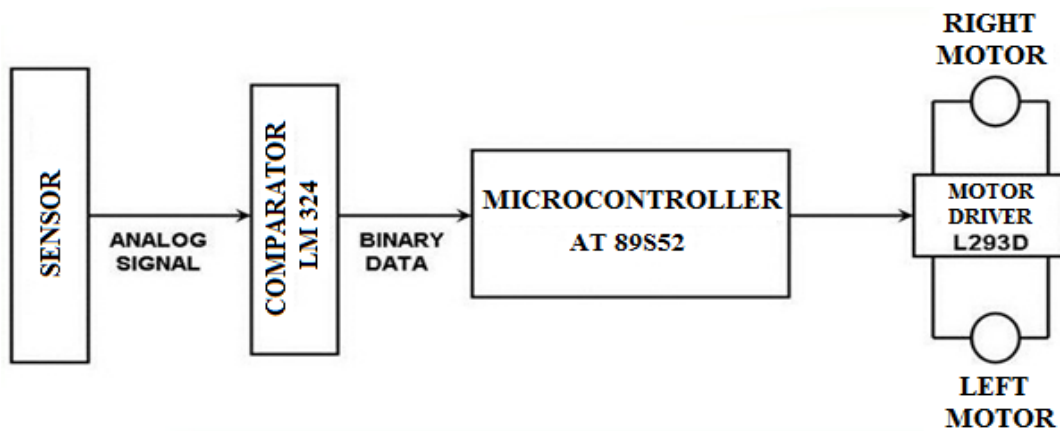 SENSOR
ANALOG
SIGNAL
COMPARATOR
LM 324
BINARY
DATA
MICROCONTROLLER
AT 89S52
RIGHT
MOTOR
MOTOR
DRIVER
L293D
LEFT
MOTOR